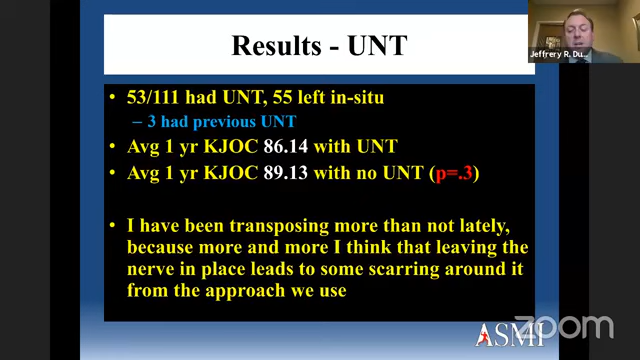 Results - UNT
Jeffrery R. Du...
• 53/111 had UNT, 55 left in-situ
– 3 had previous UNT
• Avg 1 yr KJOC 86.14 with UNT
• Avg 1 yr KJOC 89.13 with no UNT (p=.3)
• I have been transposing more than not lately,
because more and more I think that leaving the
nerve in place leads to some scarring around it
from the approach we use
ASMI
zoom